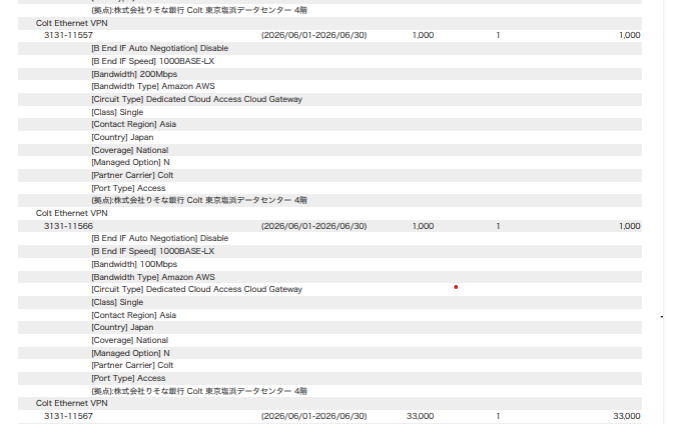 (拠点):株式会社りそな銀行 Colt 東京塩浜データセンター 4階
Colt Ethernet VPN
3131-11557 (2026/06/01-2026/06/30) 1,000 1 1,000
[B End IF Auto Negotiation] Disable
[B End IF Speed] 1000BASE-LX
[Bandwidth] 200Mbps
[Bandwidth Type] Amazon AWS
[Circuit Type] Dedicated Cloud Access Cloud Gateway
[Class] Single
[Contact Region] Asia
[Country] Japan
[Coverage] National
[Managed Option] N
[Partner Carrier] Colt
[Port Type] Access
(拠点):株式会社りそな銀行 Colt 東京塩浜データセンター 4階
Colt Ethernet VPN
3131-11566 (2026/06/01-2026/06/30) 1,000 1 1,000
[B End IF Auto Negotiation] Disable
[B End IF Speed] 1000BASE-LX
[Bandwidth] 100Mbps
[Bandwidth Type] Amazon AWS
[Circuit Type] Dedicated Cloud Access Cloud Gateway
[Class] Single
[Contact Region] Asia
[Country] Japan
[Coverage] National
[Managed Option] N
[Partner Carrier] Colt
[Port Type] Access
(拠点):株式会社りそな銀行 Colt 東京塩浜データセンター 4階
Colt Ethernet VPN
3131-11567 (2026/06/01-2026/06/30) 33,000 1 33,000